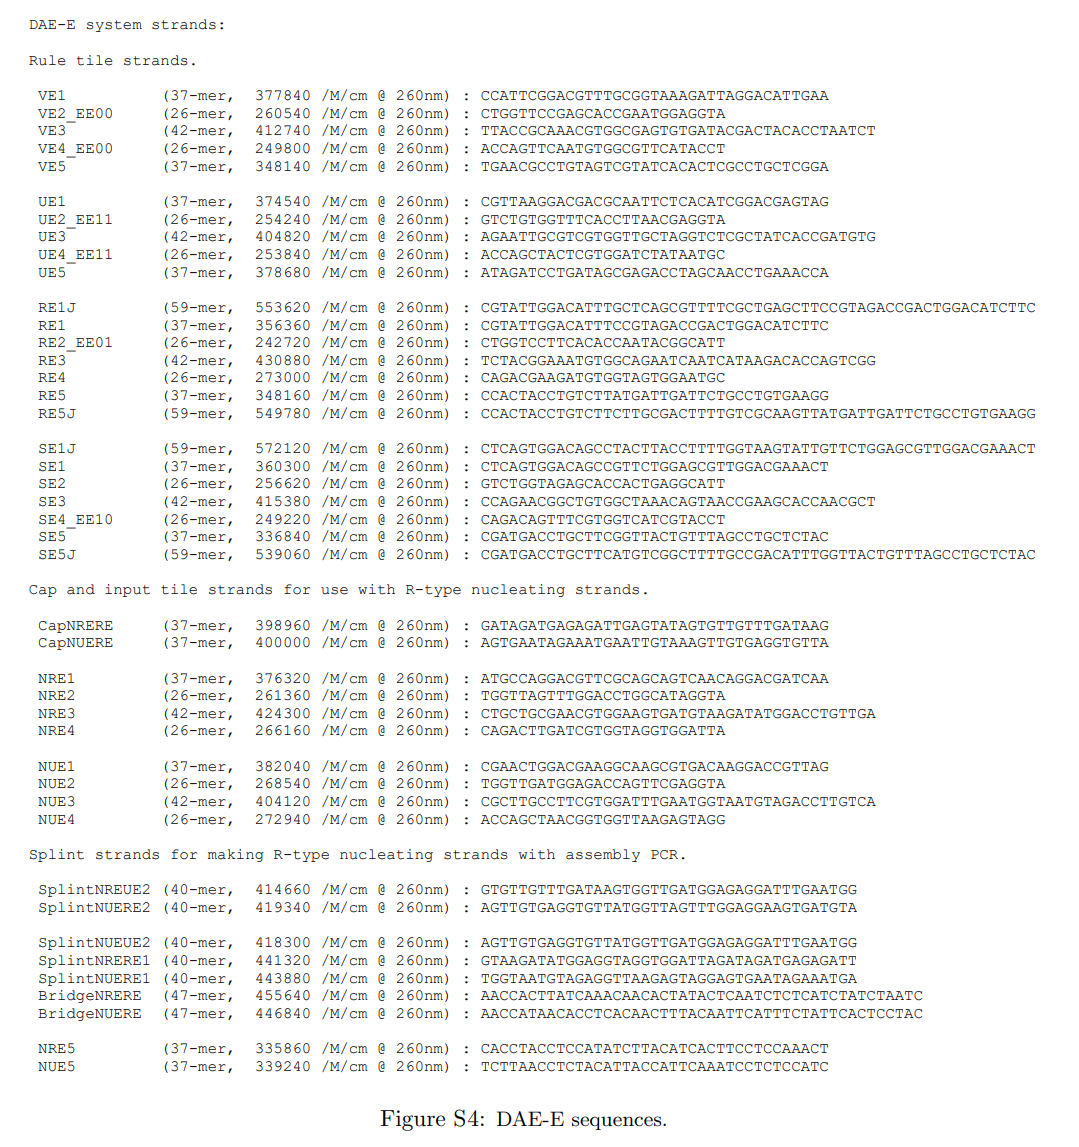 DAE-E system strands:
Rule tile strands.
VE1 (37-mer, 377840 /M/cm @ 260nm) : CCATTCGGACGTTTGCGGTAAAGATTAGGACATTGAA
VE2_EE00 (26-mer, 260540 /M/cm @ 260nm) : CTGGTTCCGAGCACCGAATGGAGGTA
VE3 (42-mer, 412740 /M/cm @ 260nm) : TTACCGCAAACGTGGCGAGTGTGATACGACTACACCTAATCT
VE4_EE00 (26-mer, 249800 /M/cm @ 260nm) : ACCAGTTCAATGTGGCGTTCATACCT
VE5 (37-mer, 348140 /M/cm @ 260nm) : TGAACGCCTGTAGTCGTATCACACTCGCCTGCTCGGA
UE1 (37-mer, 374540 /M/cm @ 260nm) : CGTTAAGGACGACGCAATTCTCACATCGGACGAGTAG
UE2_EE11 (26-mer, 254240 /M/cm @ 260nm) : GTCTGTGGTTTCACCTTAACGAGGTA
UE3 (42-mer, 404820 /M/cm @ 260nm) : AGAATTGCGTCGTGGTTGCTAGGTCTCGCTATCACCGATGTG
UE4_EE11 (26-mer, 253840 /M/cm @ 260nm) : ACCAGCTACTCGTGGATCTATAATGC
UE5 (37-mer, 378680 /M/cm @ 260nm) : ATAGATCCTGATAGCGAGACCTAGCAACCTGAAACCA
RE1J (59-mer, 553620 /M/cm @ 260nm) : CGTATTGGACATTTGCTCAGCGTTTTCGCTGAGCTTCCGTAGACCGACTGGACATCTTC
RE1 (37-mer, 356360 /M/cm @ 260nm) : CGTATTGGACATTTCCGTAGACCGACTGGACATCTTC
RE2_EE01 (26-mer, 242720 /M/cm @ 260nm) : CTGGTCCTTCACACCAATACGGCATT
RE3 (42-mer, 430880 /M/cm @ 260nm) : TCTACGGAAATGTGGCAGAATCAATCATAAGACACCAGTCGG
RE4 (26-mer, 273000 /M/cm @ 260nm) : CAGACGAAGATGTGGTAGTGGAATGC
RE5 (37-mer, 348160 /M/cm @ 260nm) : CCACTACCTGTCTTATGATTGATTCTGCCTGTGAAGG
RE5J (59-mer, 549780 /M/cm @ 260nm) : CCACTACCTGTCTTCTTGCGACTTTTGTCGCAAGTTATGATTGATTCTGCCTGTGAAGG
SE1J (59-mer, 572120 /M/cm @ 260nm) : CTCAGTGGACAGCCTACTTACCTTTTGGTAAGTATTGTTCTGGAGCGTTGGACGAAACT
SE1 (37-mer, 360300 /M/cm @ 260nm) : CTCAGTGGACAGCCGTTCTGGAGCGTTGGACGAAACT
SE2 (26-mer, 256620 /M/cm @ 260nm) : GTCTGGTAGAGCACCACTGAGGCATT
SE3 (42-mer, 415380 /M/cm @ 260nm) : CCAGAACGGCTGTGGCTAAACAGTAACCGAAGCACCAACGCT
SE4_EE10 (26-mer, 249220 /M/cm @ 260nm) : CAGACAGTTTCGTGGTCATCGTACCT
SE5 (37-mer, 336840 /M/cm @ 260nm) : CGATGACCTGCTTCGGTTACTGTTTAGCCTGCTCTAC
SE5J (59-mer, 539060 /M/cm @ 260nm) : CGATGACCTGCTTCATGTCGGCTTTTGCCGACATTTGGTTACTGTTTAGCCTGCTCTAC
Cap and input tile strands for use with R-type nucleating strands.
CapNRERE (37-mer, 398960 /M/cm @ 260nm) : GATAGATGAGAGATTGAGTATAGTGTTGTTTGATAAG
CapNUERE (37-mer, 400000 /M/cm @ 260nm) : AGTGAATAGAAATGAATTGTAAAGTTGTGAGGTGTTA
NRE1 (37-mer, 376320 /M/cm @ 260nm) : ATGCCAGGACGTTCGCAGCAGTCAACAGGACGATCAA
NRE2 (26-mer, 261360 /M/cm @ 260nm) : TGGTTAGTTTGGACCTGGCATAGGTA
NRE3 (42-mer, 424300 /M/cm @ 260nm) : CTGCTGCGAACGTGGAAGTGATGTAAGATATGGACCTGTTGA
NRE4 (26-mer, 266160 /M/cm @ 260nm) : CAGACTTGATCGTGGTAGGTGGATTA
NUE1 (37-mer, 382040 /M/cm @ 260nm) : CGAACTGGACGAAGGCAAGCGTGACAAGGACCGTTAG
NUE2 (26-mer, 268540 /M/cm @ 260nm) : TGGTTGATGGAGACCAGTTCGAGGTA
NUE3 (42-mer, 404120 /M/cm @ 260nm) : CGCTTGCCTTCGTGGATTTGAATGGTAATGTAGACCTTGTCA
NUE4 (26-mer, 272940 /M/cm @ 260nm) : ACCAGCTAACGGTGGTTAAGAGTAGG
Splint strands for making R-type nucleating strands with assembly PCR.
SplintNREUE2 (40-mer, 414660 /M/cm @ 260nm) : GTGTTGTTTGATAAGTGGTTGATGGAGAGGATTTGAATGG
SplintNUERE2 (40-mer, 419340 /M/cm @ 260nm) : AGTTGTGAGGTGTTATGGTTAGTTTGGAGGAAGTGATGTA
SplintNUEUE2 (40-mer, 418300 /M/cm @ 260nm) : AGTTGTGAGGTGTTATGGTTGATGGAGAGGATTTGAATGG
SplintNRERE1 (40-mer, 441320 /M/cm @ 260nm) : GTAAGATATGGAGGTAGGTGGATTAGATAGATGAGAGATT
SplintNUERE1 (40-mer, 443880 /M/cm @ 260nm) : TGGTAATGTAGAGGTTAAGAGTAGGAGTGAATAGAAATGA
BridgeNRERE (47-mer, 455640 /M/cm @ 260nm) : AACCACTTATCAAACAACACTATACTCAATCTCTCATCTATCTAATC
BridgeNUERE (47-mer, 446840 /M/cm @ 260nm) : AACCATAACACCTCACAACTTTACAATTCATTTCTATTCACTCCTAC
NRE5 (37-mer, 335860 /M/cm @ 260nm) : CACCTACCTCCATATCTTACATCACTTCCTCCAAACT
NUE5 (37-mer, 339240 /M/cm @ 260nm) : TCTTAACCTCTACATTACCATTCAAATCCTCTCCATC
Figure S4: DAE-E sequences.